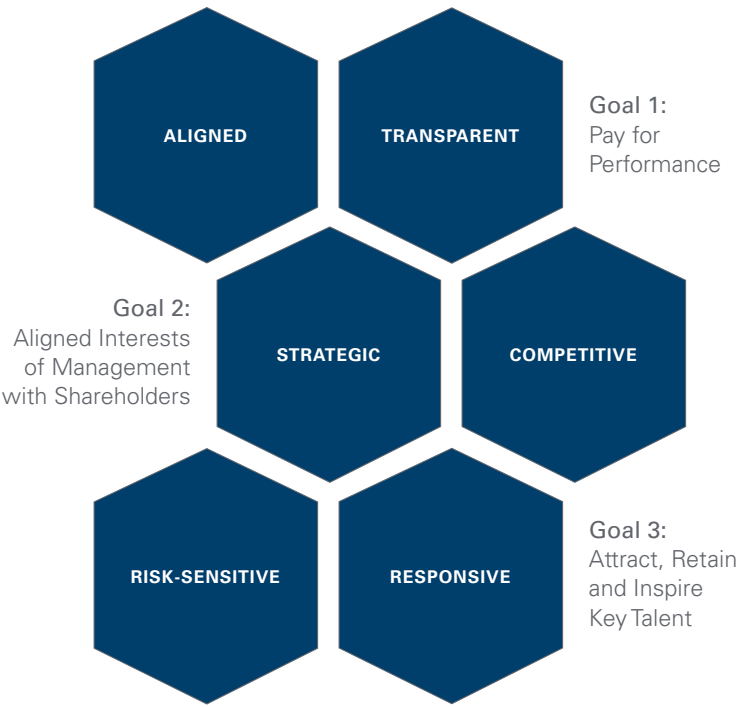 ALIGNED
TRANSPARENT
Goal 1:
Pay for
Performance
Goal 2:
Aligned Interests
of Management
with Shareholders
STRATEGIC
COMPETITIVE
RISK-SENSITIVE
RESPONSIVE
Goal 3:
Attract, Retain
and Inspire
Key Talent